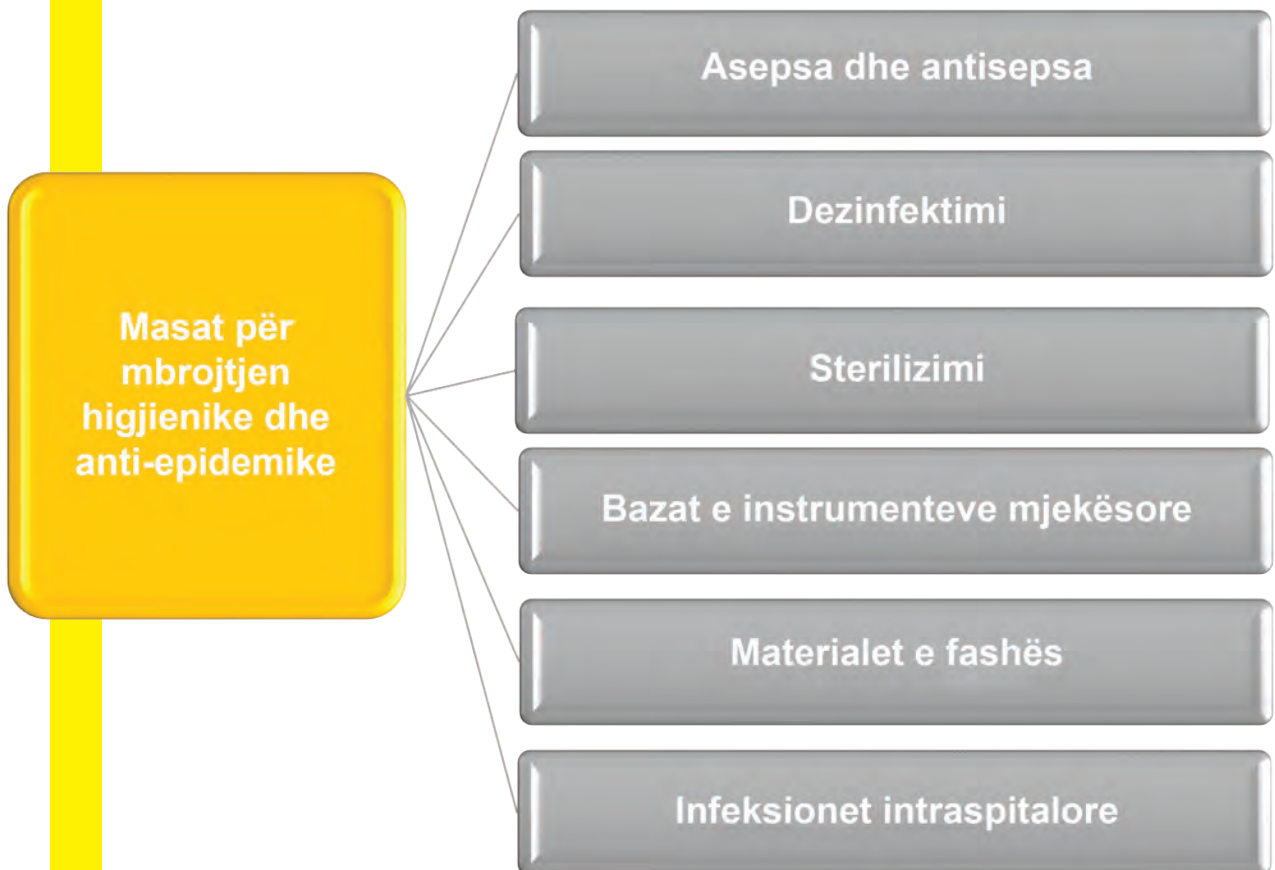 Masat për
mbrojtjen
higjienike dhe
anti-epidemike
Asepsa dhe antisepsa
Dezinfektimi
Sterilizimi
Bazat e instrumenteve mjekësore
Materialet e fashës
Infeksionet intraspitalore